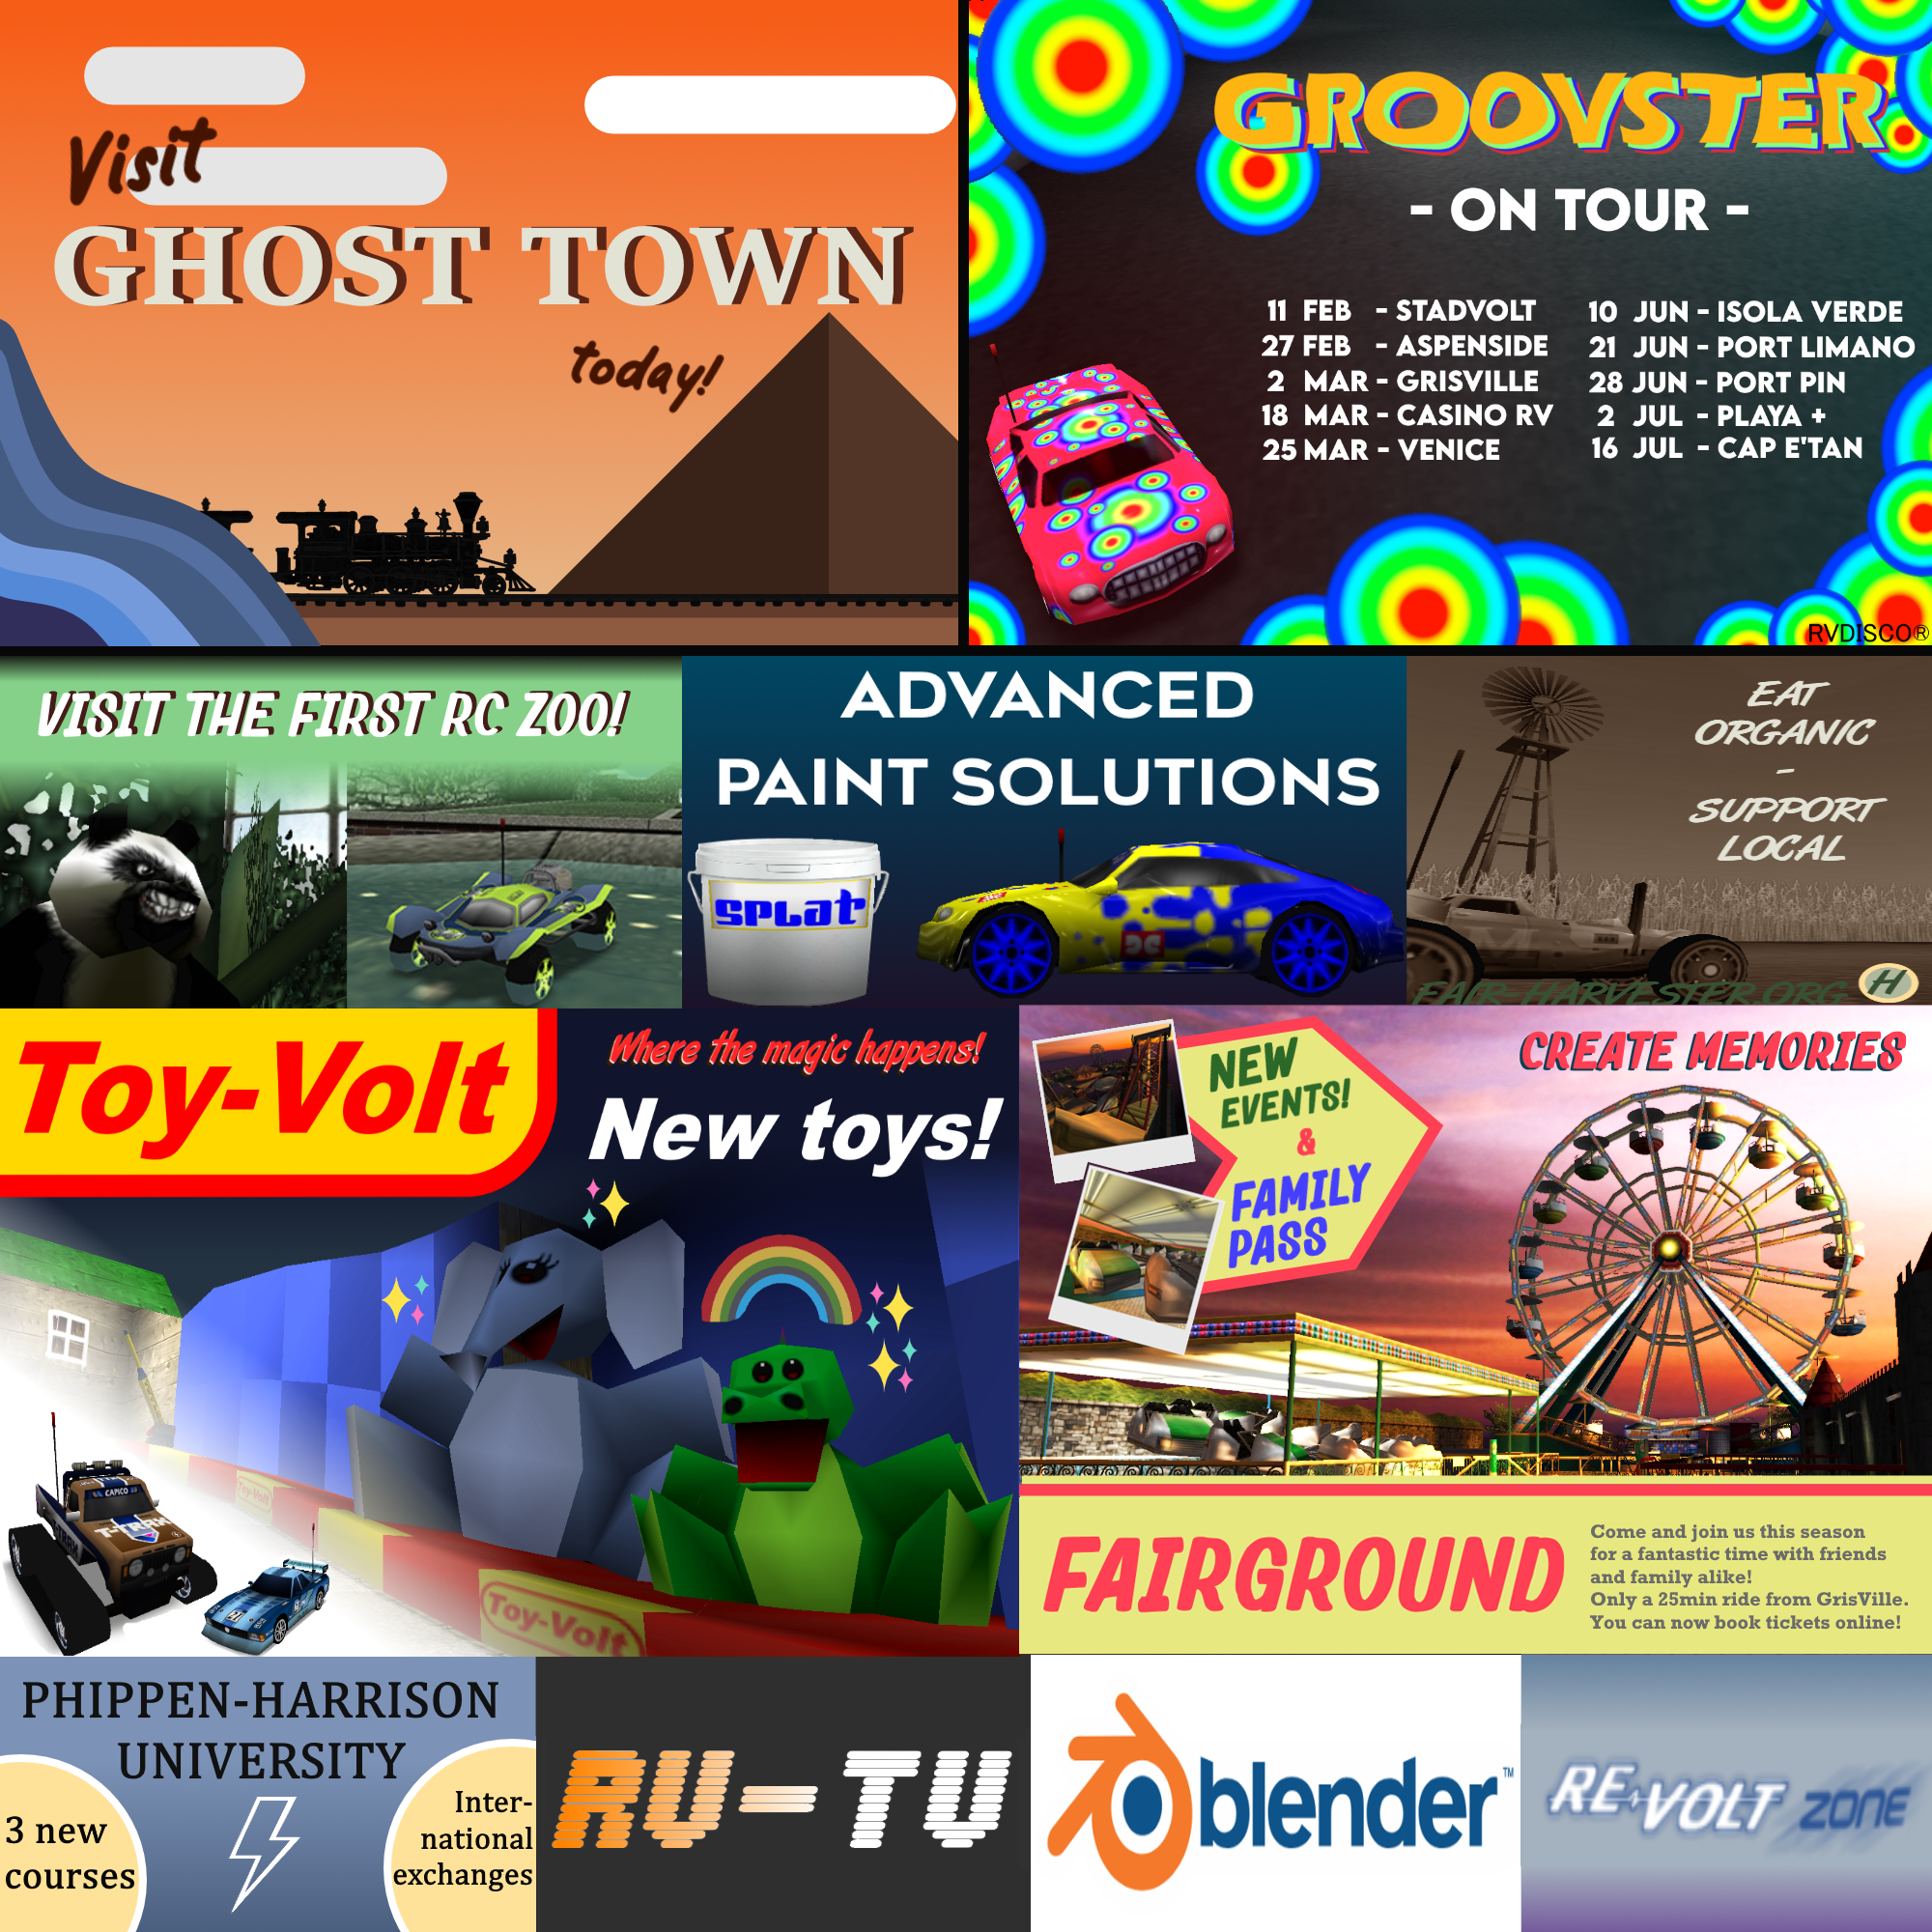 Visit
GHOST TOWN
today!
GROOVSTER
- ON TOUR -
11 FEB - STADVOLT
27 FEB - ASPENSIDE
2 MAR - GRISVILLE
18 MAR - CASINO RV
25 MAR - VENICE
10 JUN - ISOLA VERDE
21 JUN - PORT LIMANO
28 JUN - PORT PIN
2 JUL - PLAYA +
16 JUL - CAP E'TAN
RVDISCO®
VISIT THE FIRST RC ZOO!
ADVANCED
PAINT SOLUTIONS
SPLat
EAT
ORGANIC
-
SUPPORT
LOCAL
FAIR-HARVESTER.ORG
H
Toy-Volt
Where the magic happens!
New toys!
CAPICO
T-TRAX
Toy-Volt
Toy-Volt
NEW
EVENTS!
&
FAMILY
PASS
CREATE MEMORIES
FAIRGROUND
Come and join us this season
for a fantastic time with friends
and family alike!
Only a 25min ride from GrisVille.
You can now book tickets online!
PHIPPEN-HARRISON
UNIVERSITY
3 new
courses
Inter-
national
exchanges
RV-TV
blender™
RE-VOLT ZONE